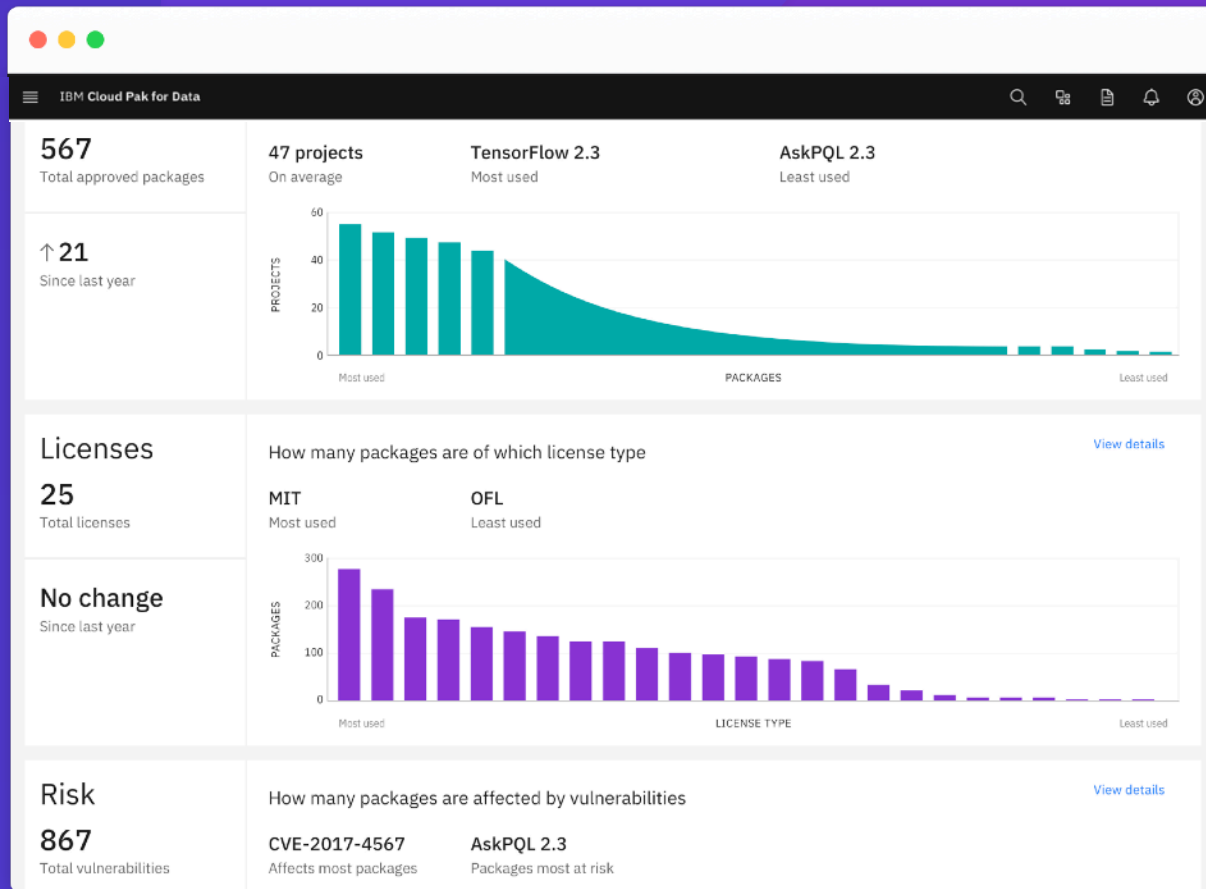 IBM Cloud Pak for Data
567
Total approved packages
↑21
Since last year
47 projects
On average
TensorFlow 2.3
Most used
AskPQL 2.3
Least used
60
40
20
0
PROJECTS
Most used
PACKAGES
Least used
Licenses
25
Total licenses
No change
Since last year
How many packages are of which license type
View details
MIT
Most used
OFL
Least used
300
200
100
0
PACKAGES
Most used
LICENSE TYPE
Least used
Risk
867
Total vulnerabilities
How many packages are affected by vulnerabilities
View details
CVE-2017-4567
Affects most packages
AskPQL 2.3
Packages most at risk